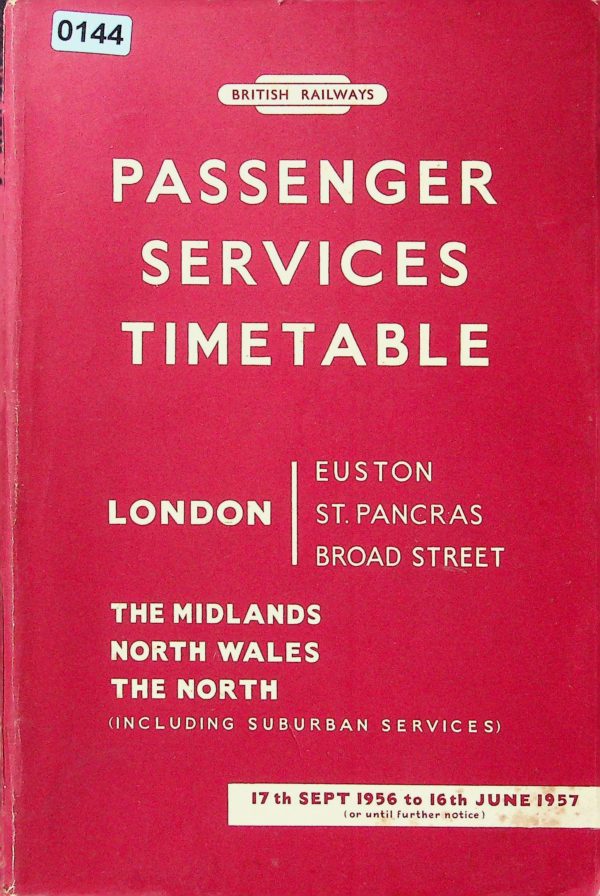 0144
BRITISH RAILWAYS
PASSENGER
SERVICES
TIMETABLE
LONDON
EUSTON
ST. PANCRAS
BROAD STREET
THE MIDLANDS
NORTH WALES
THE NORTH
(INCLUDING SUBURBAN SERVICES)
17th SEPT 1956 to 16th JUNE 1957
(or until further notice)